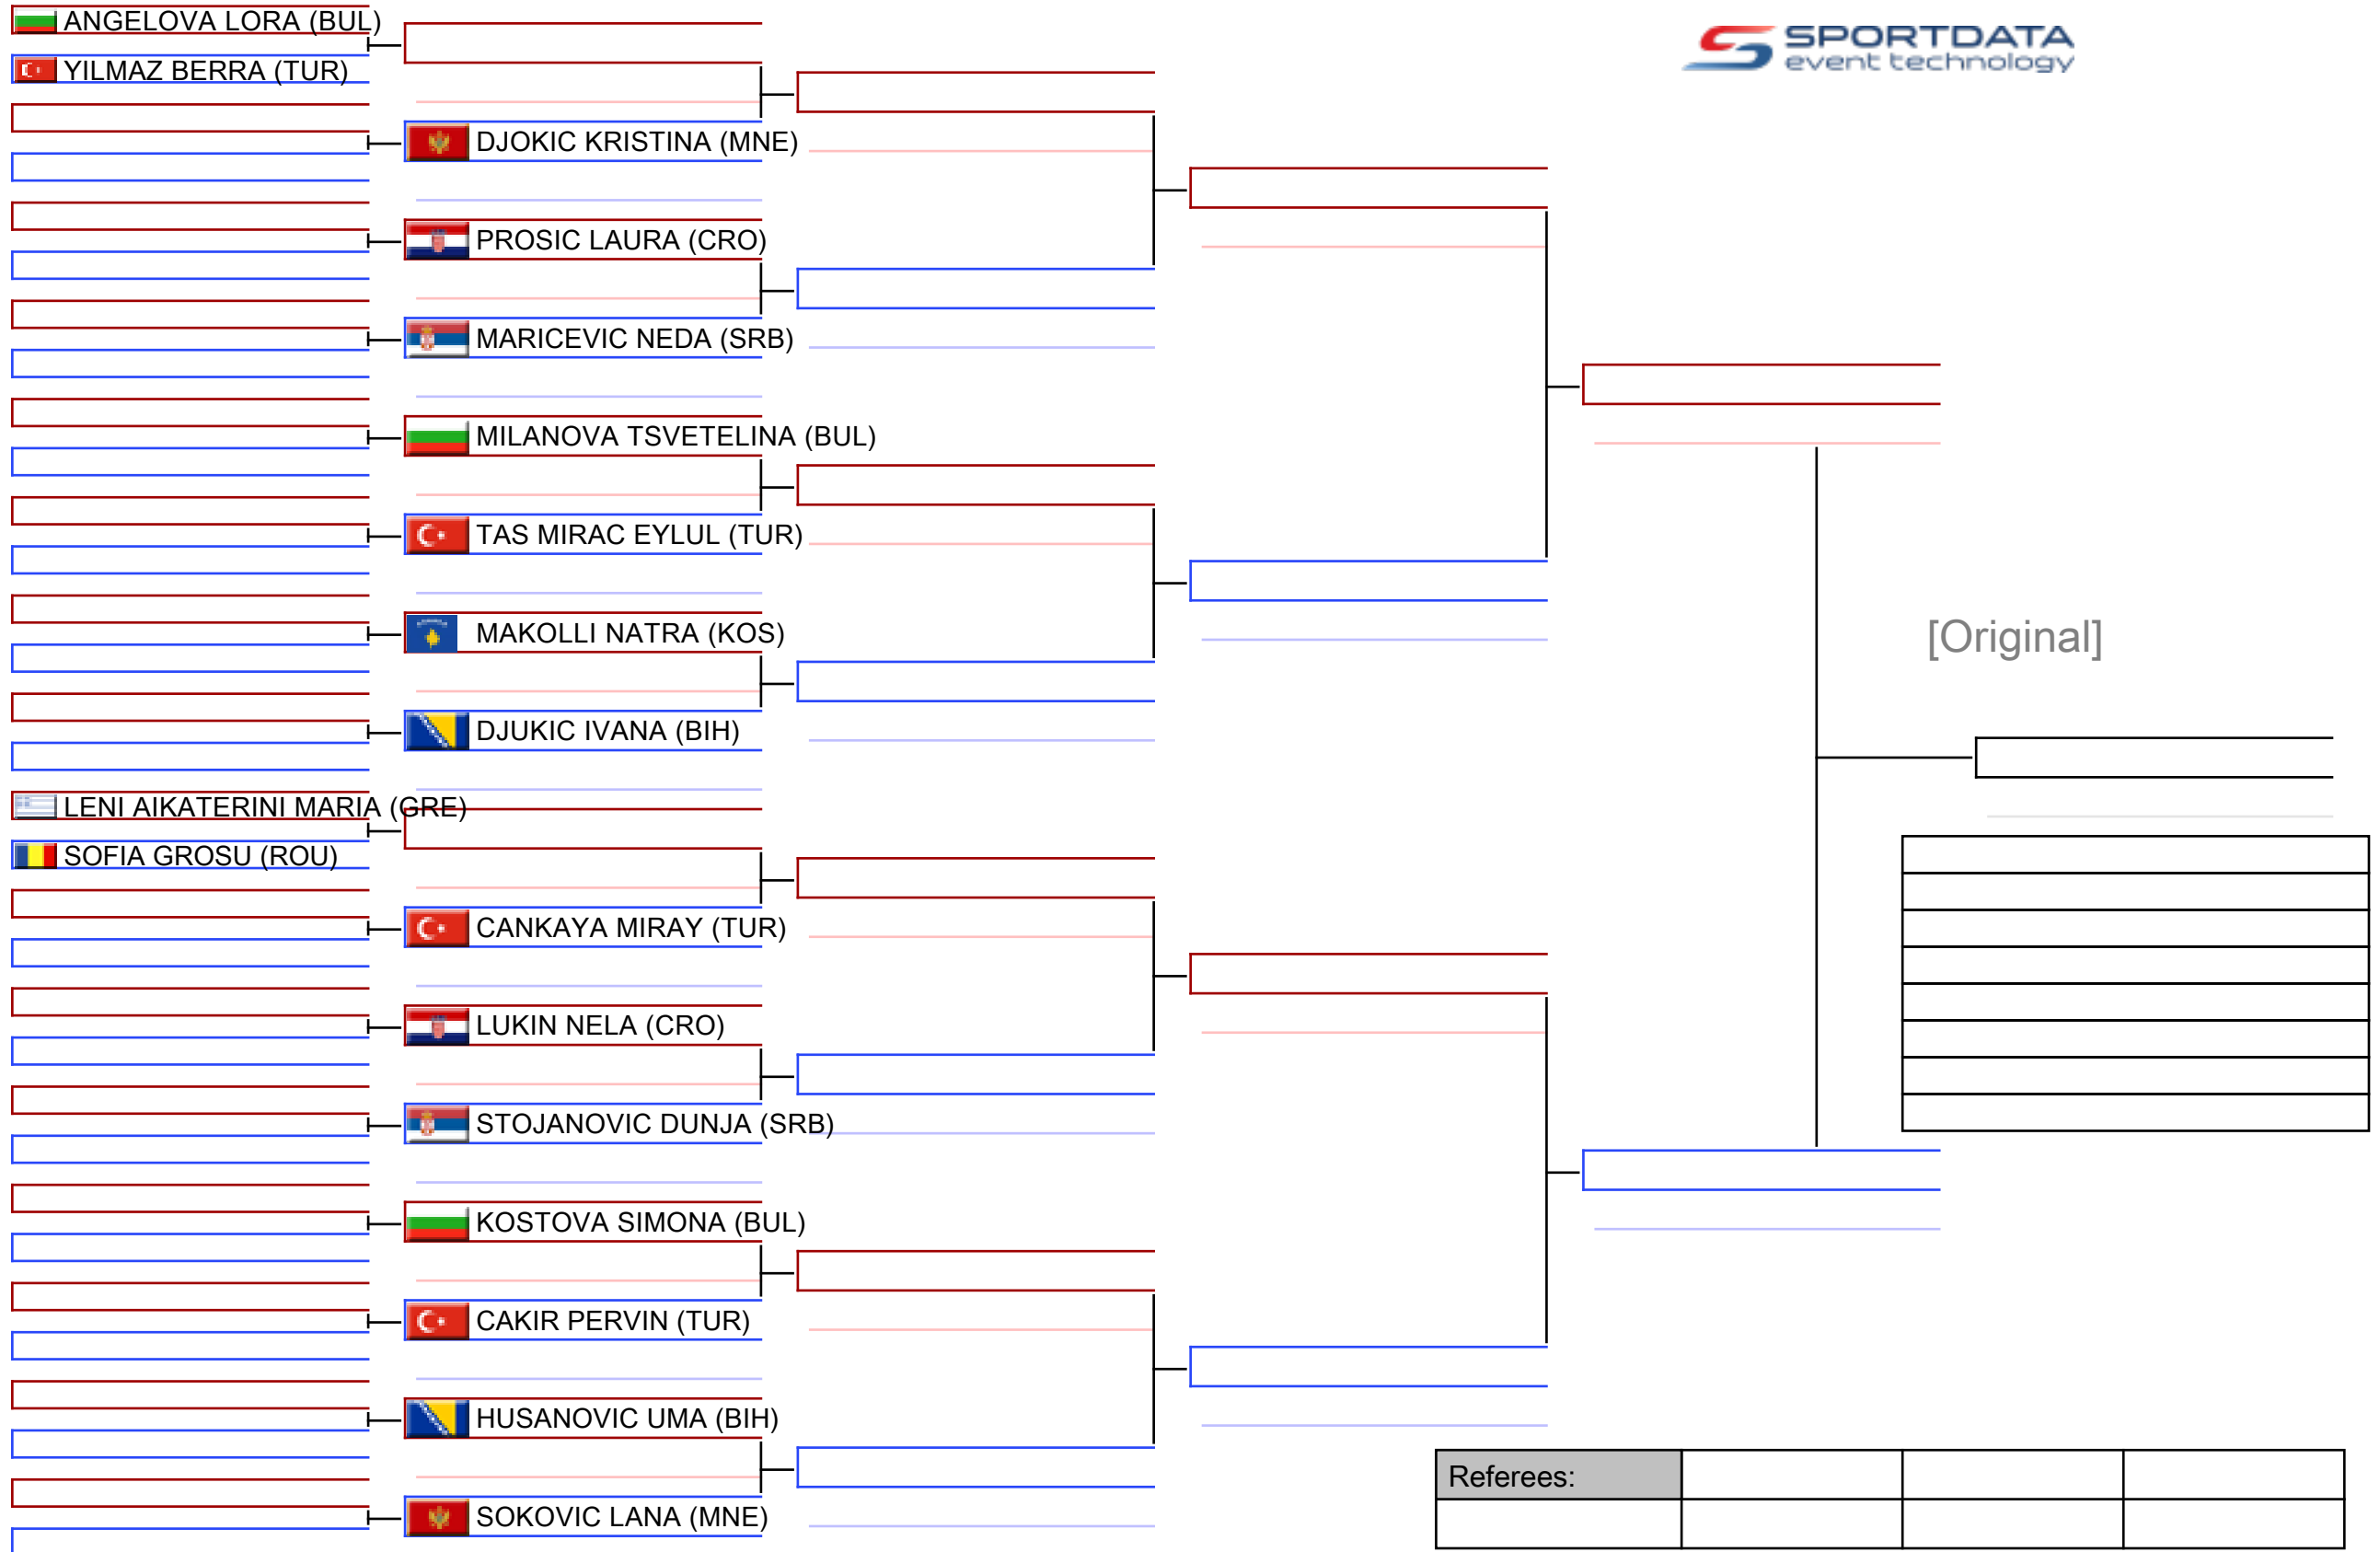 ANGELOVA LORA (BUL)
YILMAZ BERRA (TUR)
SPORTDATA
event technology
DJOKIC KRISTINA (MNE)
PROSIC LAURA (CRO)
MARICEVIC NEDA (SRB)
MILANOVA TSVETELINA (BUL)
TAS MIRAC EYLUL (TUR)
MAKOLLI NATRA (KOS)
[Original]
DJUKIC IVANA (BIH)
LENI AIKATERINI MARIA (GRE)
SOFIA GROSU (ROU)
CANKAYA MIRAY (TUR)
LUKIN NELA (CRO)
STOJANOVIC DUNJA (SRB)
KOSTOVA SIMONA (BUL)
CAKIR PERVIN (TUR)
HUSANOVIC UMA (BIH)
Referees:
SOKOVIC LANA (MNE)